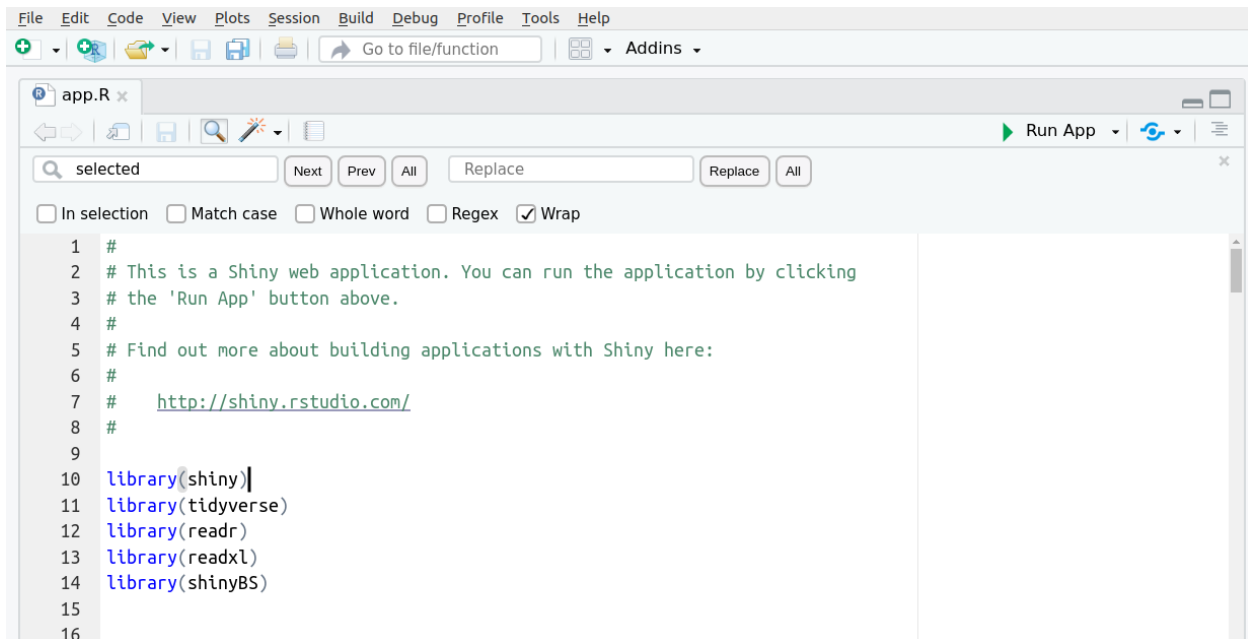 File Edit Code View Plots Session Build Debug Profile Tools Help
Go to file/function Addins
app.R
Run App
selected Next Prev All Replace Replace All
In selection Match case Whole word Regex Wrap
1 #
2 # This is a Shiny web application. You can run the application by clicking
3 # the 'Run App' button above.
4 #
5 # Find out more about building applications with Shiny here:
6 #
7 #    http://shiny.rstudio.com/
8 #
9
10 library(shiny)
11 library(tidyverse)
12 library(readr)
13 library(readxl)
14 library(shinyBS)
15
16